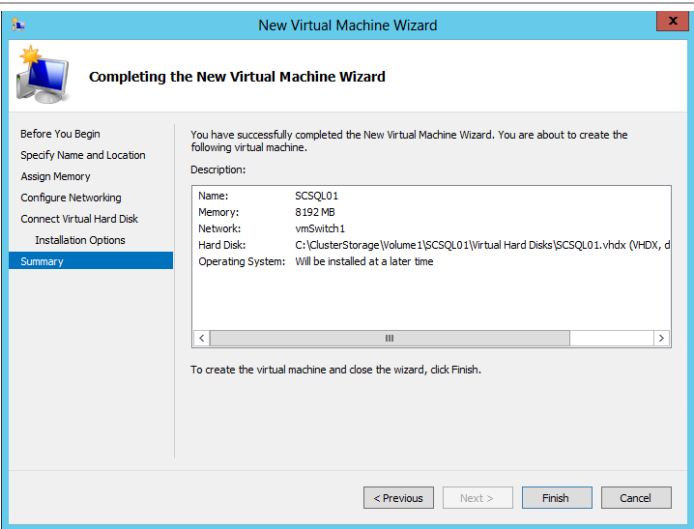 New Virtual Machine Wizard
Completing the New Virtual Machine Wizard
Before You Begin
Specify Name and Location
Assign Memory
Configure Networking
Connect Virtual Hard Disk
Installation Options
Summary
You have successfully completed the New Virtual Machine Wizard. You are about to create the
following virtual machine.
Description:
Name: SCSQL01
Memory: 8192 MB
Network: vmSwitch1
Hard Disk: C:\ClusterStorage\Volume1\SCSQL01\Virtual Hard Disks\SCSQL01.vhdx (VHDX, d
Operating System: Will be installed at a later time
To create the virtual machine and close the wizard, click Finish.
< Previous Next > Finish Cancel